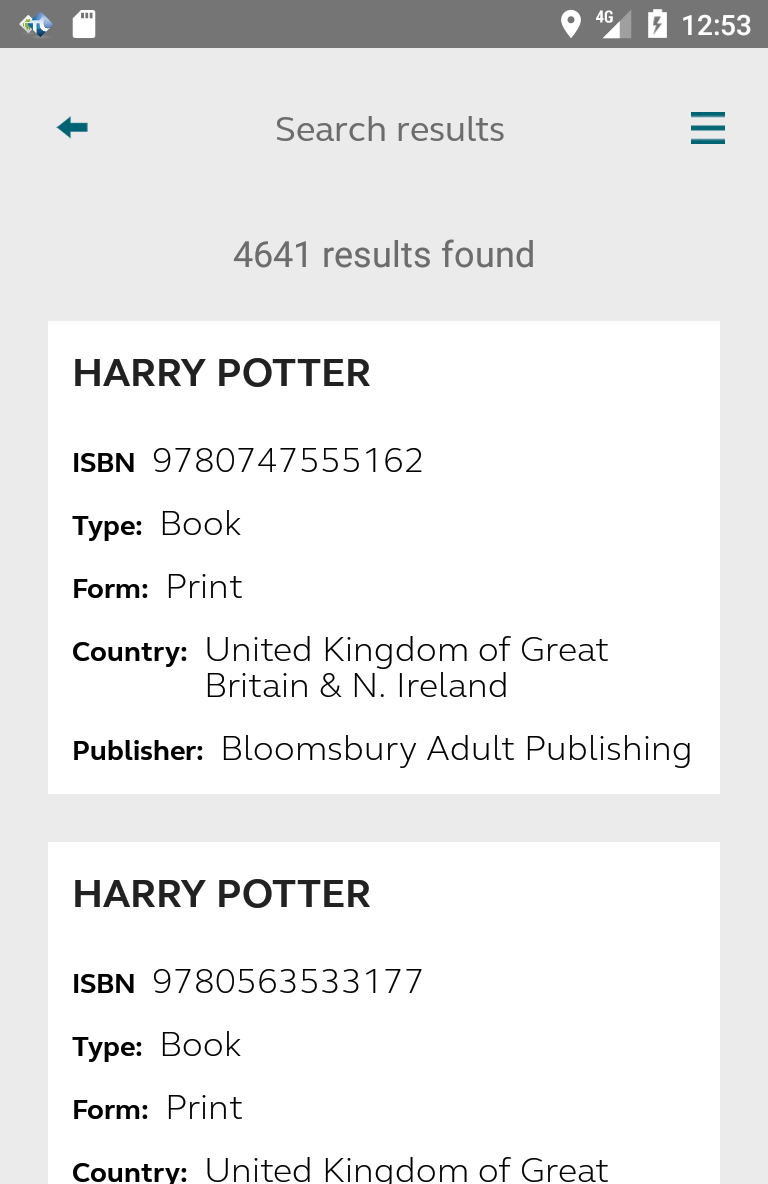 4G 12:53
Search results
4641 results found
HARRY POTTER
ISBN 9780747555162
Type: Book
Form: Print
Country: United Kingdom of Great
Britain & N. Ireland
Publisher: Bloomsbury Adult Publishing
HARRY POTTER
ISBN 9780563533177
Type: Book
Form: Print
Country: United Kingdom of Great